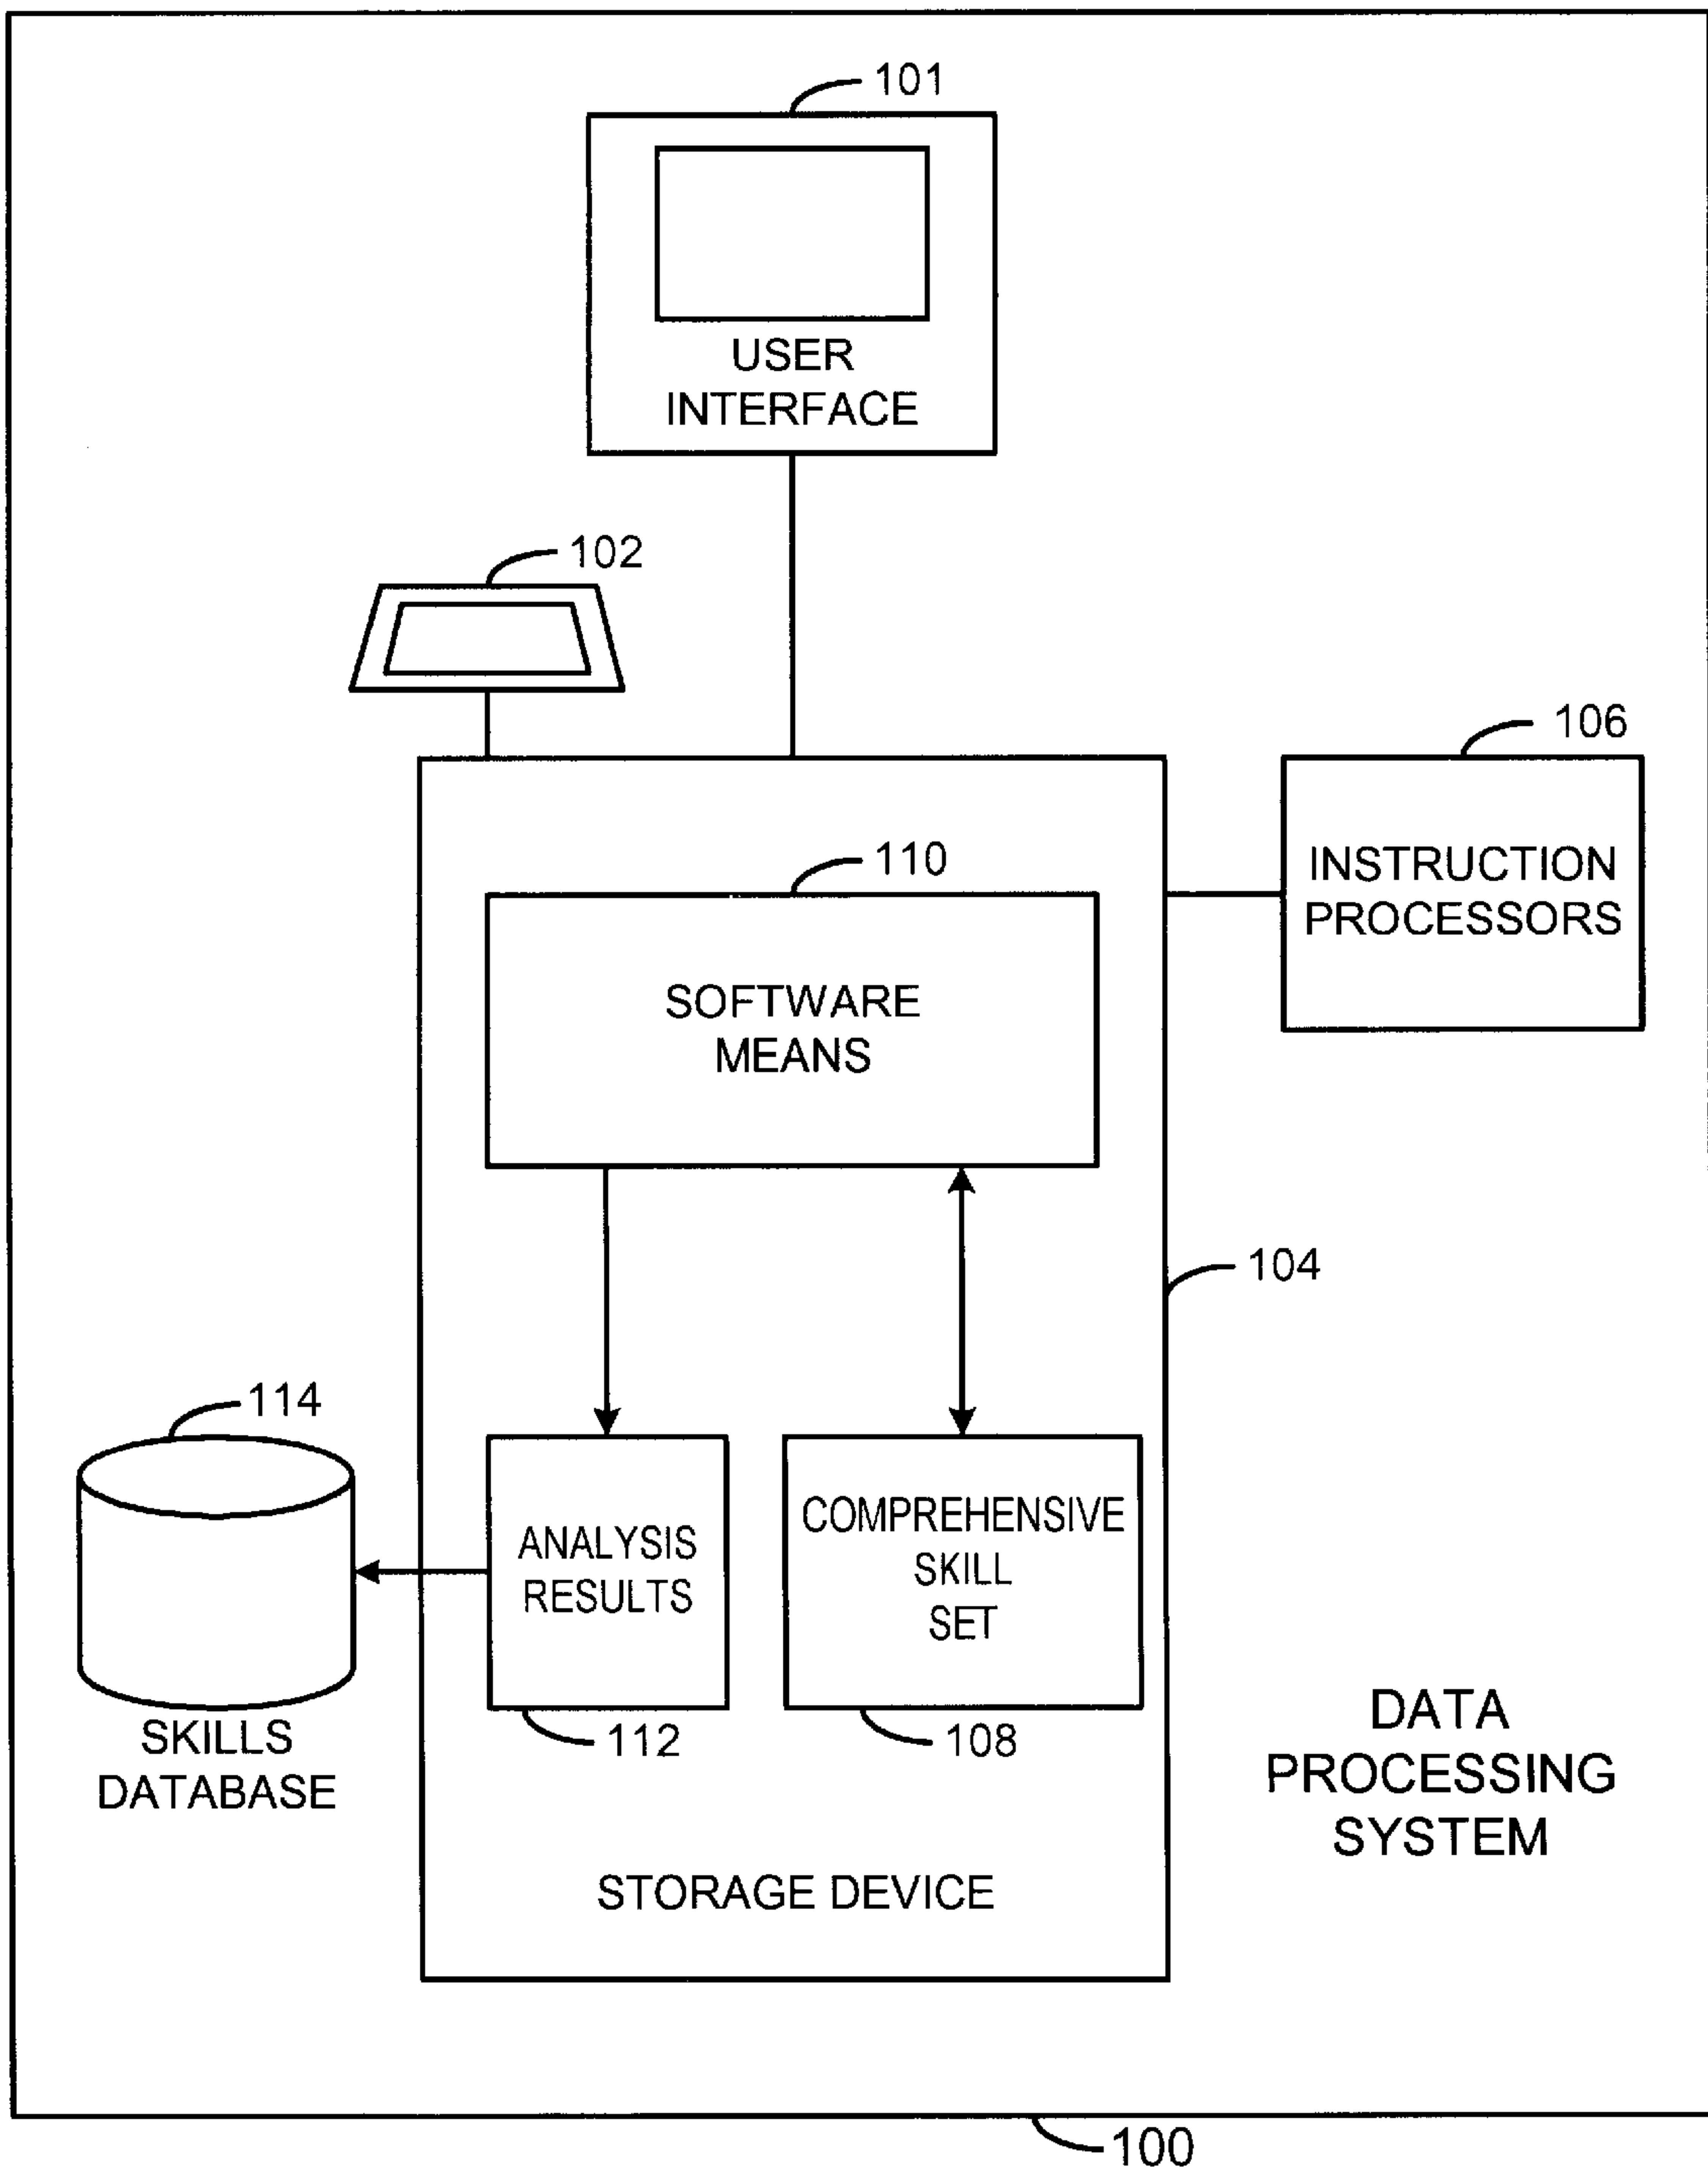 101
USER
INTERFACE
102
106
INSTRUCTION
PROCESSORS
110
SOFTWARE
MEANS
104
114
ANALYSIS
RESULTS
COMPREHENSIVE
SKILL
SET
SKILLS
DATABASE
112
108
DATA
PROCESSING
SYSTEM
STORAGE DEVICE
100